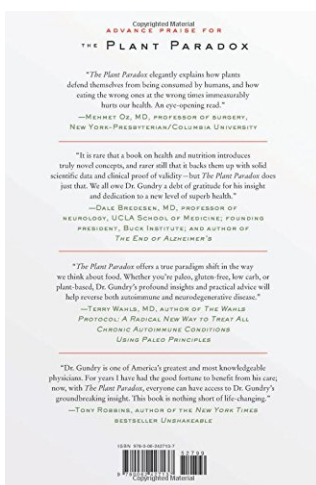 Copyrighted Material
ADVANCE PRAISE FOR
THE PLANT PARADOX
"The Plant Paradox elegantly explains how plants
defend themselves from being consumed by humans, and how
eating the wrong ones at the wrong times immeasurably
hurts our health. An eye-opening read."
—MEHMET OZ, MD, PROFESSOR OF SURGERY,
NEW YORK-PRESBYTERIAN/COLUMBIA UNIVERSITY
"It is rare that a book on health and nutrition introduces
truly novel concepts, and rarer still that it backs them up with solid
scientific data and clinical proof of validity—but The Plant Paradox does
just that. We all owe Dr. Gundry a debt of gratitude for his insight
and dedication to a new level of superb health."
—DALE BREDESEN, MD, PROFESSOR OF
NEUROLOGY, UCLA SCHOOL OF MEDICINE; FOUNDING
PRESIDENT, BUCK INSTITUTE; AND AUTHOR OF
THE END OF ALZHEIMER'S
"The Plant Paradox offers a true paradigm shift in the way
we think about food. Whether you're paleo, gluten-free, low carb, or
plant-based, Dr. Gundry's profound insights and practical advice will
help reverse both autoimmune and neurodegenerative disease."
—TERRY WAHLS, MD, AUTHOR OF THE WAHLS
PROTOCOL: A RADICAL NEW WAY TO TREAT ALL
CHRONIC AUTOIMMUNE CONDITIONS
USING PALEO PRINCIPLES
"Dr. Gundry is one of America's greatest and most knowledgeable
physicians. For years I have had the good fortune to benefit from his care;
now, with The Plant Paradox, everyone can have access to Dr. Gundry's
groundbreaking insight. This book is nothing short of life-changing."
—TONY ROBBINS, AUTHOR OF THE NEW YORK TIMES
BESTSELLER UNSHAKEABLE
ISBN 978-0-06-242713-7
52799
9 780062 427137
Copyrighted Material